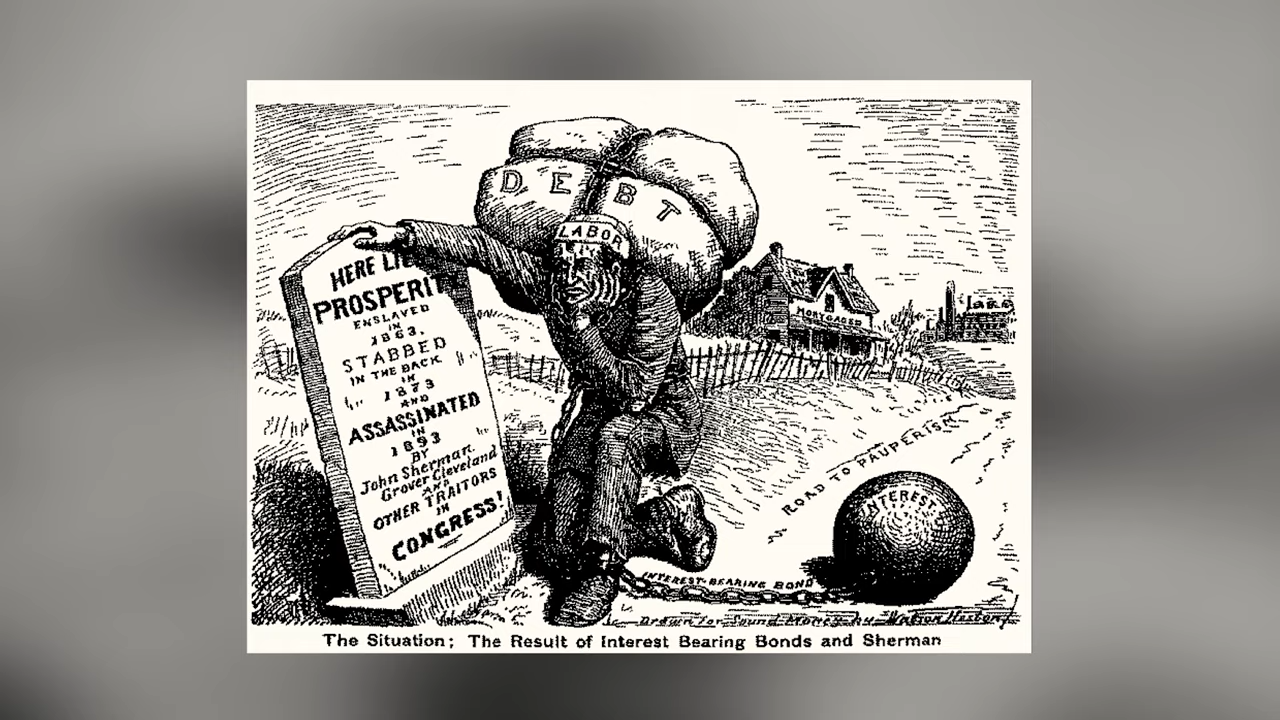 DEBT
LABOR
HERE LIE
PROSPERIT
ENSLAVED
IN
1863.
STABBED
IN THE BACK
IN
1873
AND
ASSASSINATED
IN
1893
BY
John Sherman.
Grover Cleveland
AND
OTHER TRAITORS
IN
CONGRESS!
MORTGAGED
ROAD TO PAUPERISM
INTEREST
INTEREST-BEARING BOND
Drawn for Sound Money by Watson Heston
The Situation; The Result of Interest Bearing Bonds and Sherman